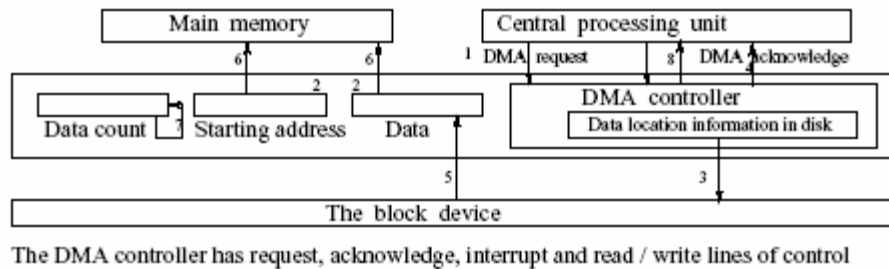 Main memory
Central processing unit
6
6
1
DMA request
8
DMA acknowledge
4
2
2
DMA controller
7
Data count
Starting address
Data
Data location information in disk
5
3
The block device
The DMA controller has request, acknowledge, interrupt and read / write lines of control